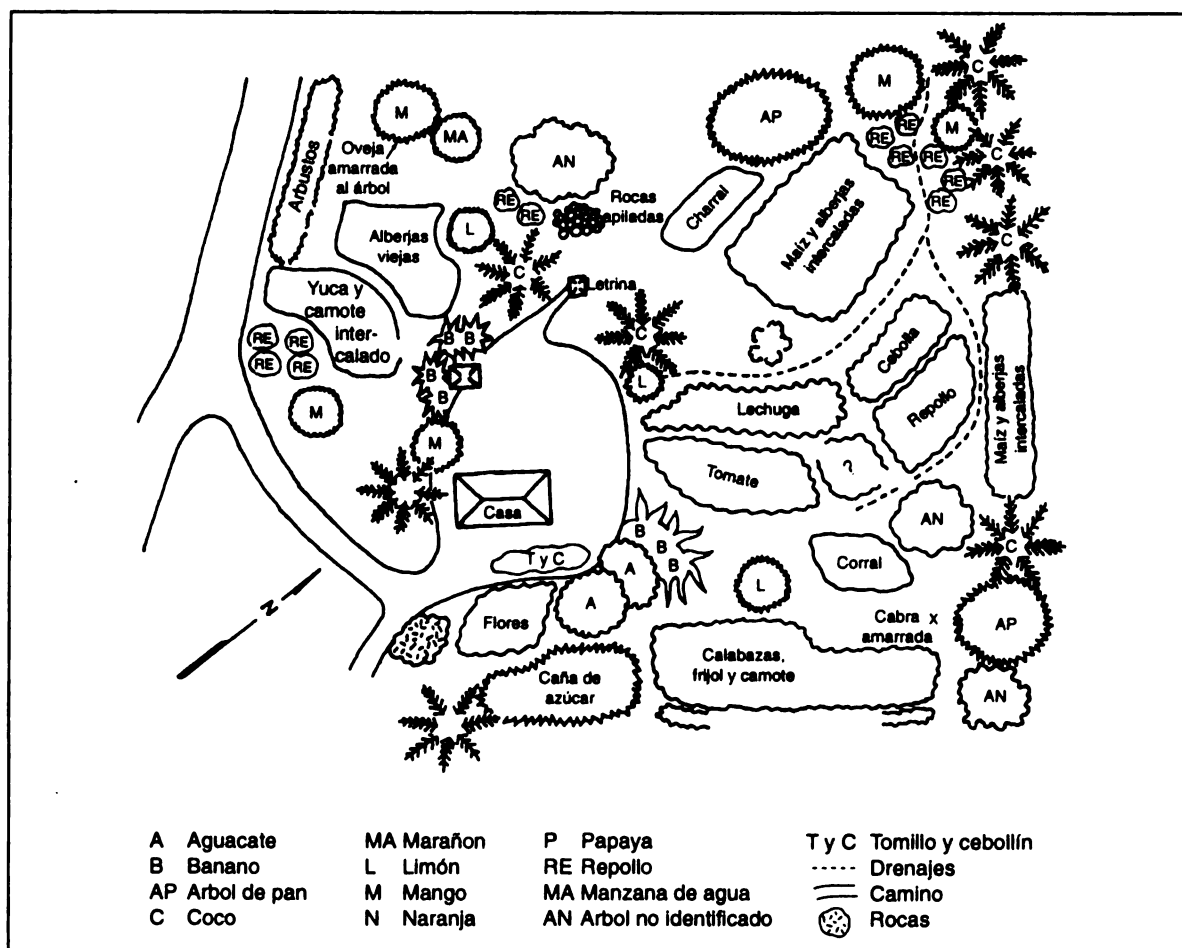 C
M
AP
M
C
M
MA
AN
RE
RE
RE
RE
RE
RE
Arbustos
Oveja
amarrada
al árbol
RE
RE
Rocas
apiladas
Charral
Maíz y alberjas
intercaladas
C
L
Alberjas
viejas
C
Letrina
Yuca y
camote
inter-
calado
RE
RE
RE
RE
B
B
B
B
C
L
Cebolla
Repollo
Maíz y alberjas
intercaladas
Lechuga
M
M
Tomate
?
Casa
AN
C
B
B
B
T y C
A
A
L
Corral
Flores
Cabra x
amarrada
AP
N
Calabazas,
frijol y camote
Caña de
azúcar
AN
A Aguacate
B Banano
AP Arbol de pan
C Coco
MA Marañon
L Limón
M Mango
N Naranja
P Papaya
RE Repollo
MA Manzana de agua
AN Arbol no identificado
T y C Tomillo y cebollín
Drenajes
Camino
Rocas